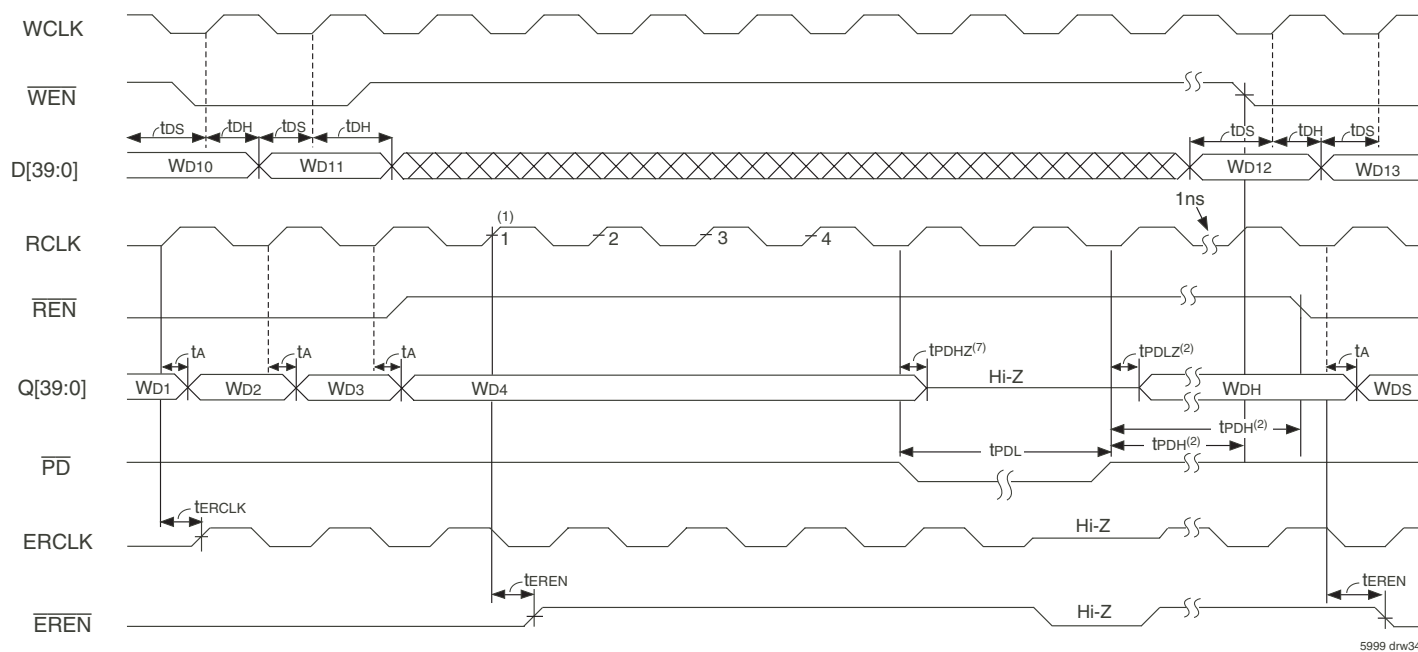 WCLK
WEN
tDS tDH tDS tDH tDS tDH tDS
D[39:0] WD10 WD11 WD12 WD13
1ns
(1)
RCLK 1 2 3 4
REN
tA tA tA tPDHZ(7) tPDLZ(2) tA
Q[39:0] WD1 WD2 WD3 WD4 Hi-Z WDH WDS
tPDH(2)
tPDL tPDH(2)
PD
tERCLK
ERCLK Hi-Z
tEREN tEREN
EREN Hi-Z
5999 drw34